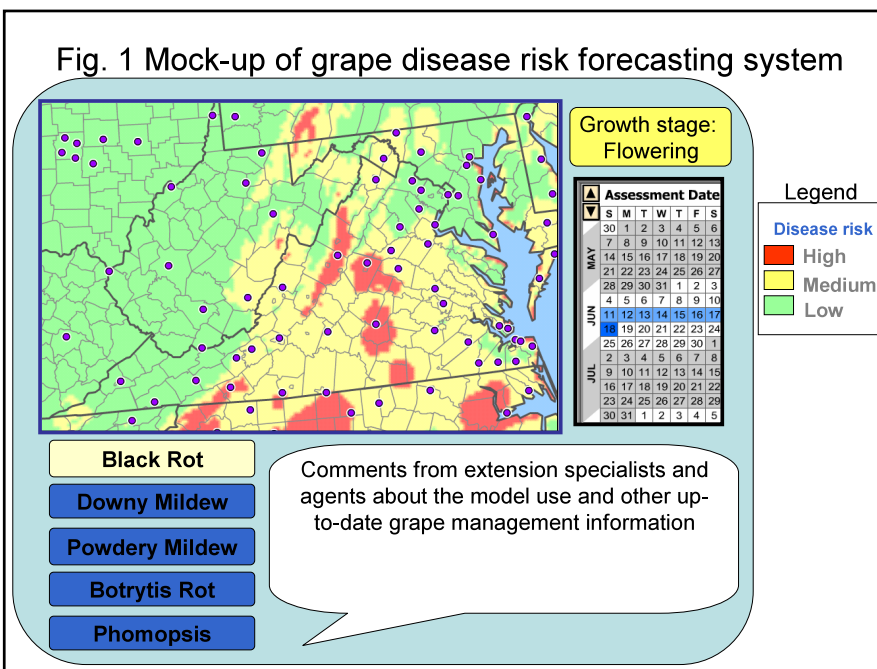 Fig. 1 Mock-up of grape disease risk forecasting system
Growth stage:
Flowering
Assessment Date
S M T W T F S
30 1 2 3 4 5 6
7 8 9 10 11 12 13
14 15 16 17 18 19 20
21 22 23 24 25 26 27
28 29 30 31 1 2 3
4 5 6 7 8 9 10
11 12 13 14 15 16 17
18 19 20 21 22 23 24
25 26 27 28 29 30 1
2 3 4 5 6 7 8
9 10 11 12 13 14 15
16 17 18 19 20 21 22
23 24 25 26 27 28 29
30 31 1 2 3 4 5
MAY
JUN
JUL
Legend
Disease risk
High
Medium
Low
Black Rot
Downy Mildew
Powdery Mildew
Botrytis Rot
Phomopsis
Comments from extension specialists and
agents about the model use and other up-
to-date grape management information